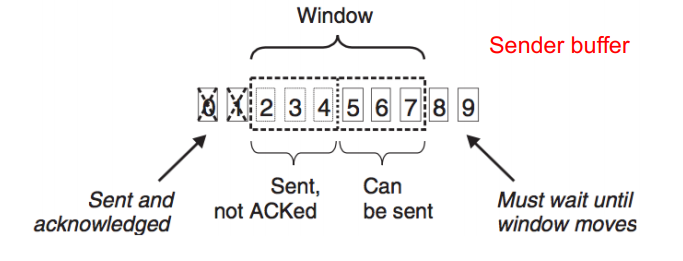 Window
Sender buffer
0 1 2 3 4 5 6 7 8 9
Sent and
acknowledged
Sent,
not ACKed
Can
be sent
Must wait until
window moves